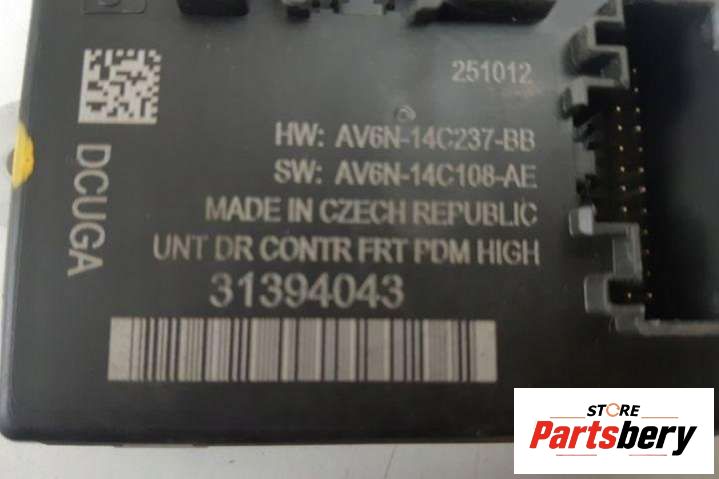 251012
HW: AV6N-14C237-BB
SW: AV6N-14C108-AE
MADE IN CZECH REPUBLIC
UNT DR CONTR FRT PDM HIGH
31394043
DCUGA
STORE
Partsbery